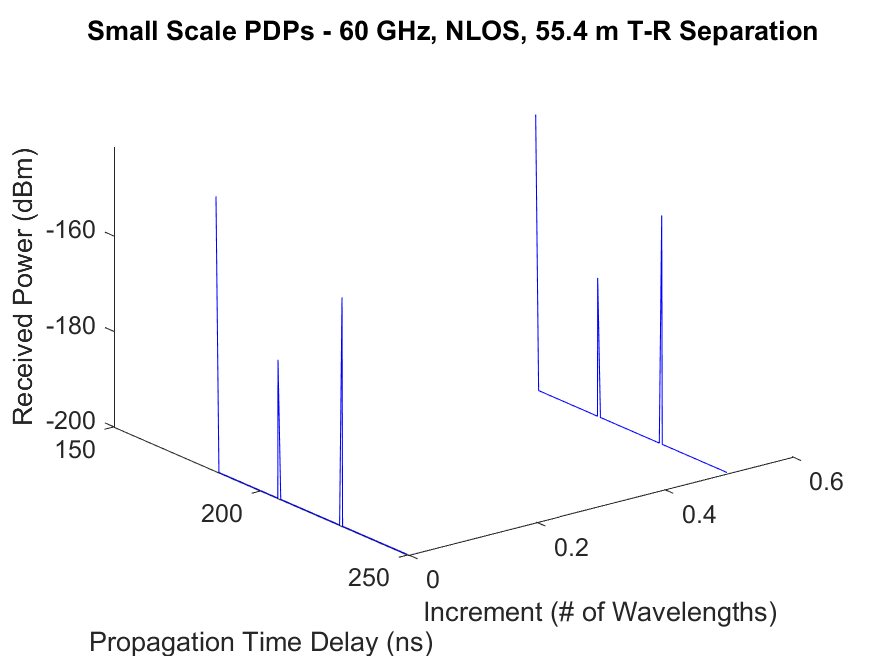 Small Scale PDPs - 60 GHz, NLOS, 55.4 m T-R Separation
Received Power (dBm)
-160
-180
-200
150
200
250
0
0.2
0.4
0.6
Increment (# of Wavelengths)
Propagation Time Delay (ns)